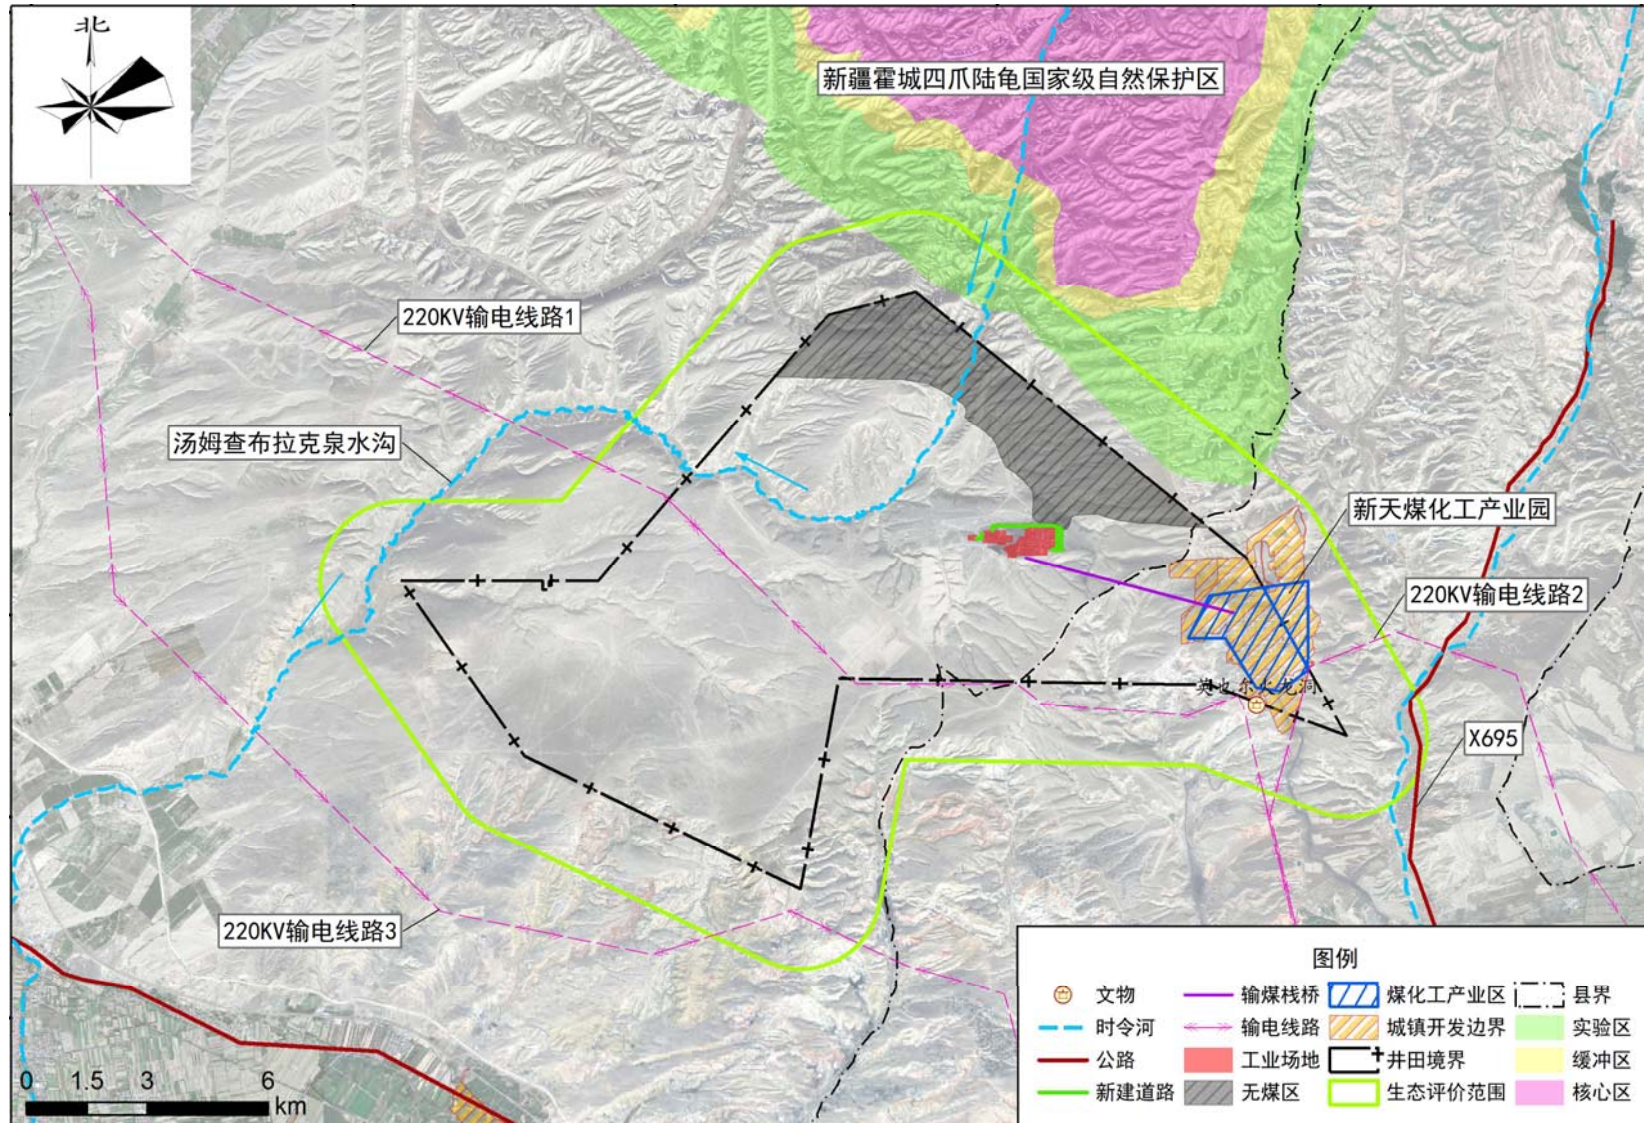 北
新疆霍城四爪陆龟国家级自然保护区
220KV输电线路1
汤姆查布拉克泉水沟
新天煤化工产业园
220KV输电线路2
英也尔火龙洞
X695
220KV输电线路3
图例
文物
输煤栈桥
煤化工产业区
县界
时令河
输电线路
城镇开发边界
实验区
公路
工业场地
井田境界
缓冲区
新建道路
无煤区
生态评价范围
核心区
0 1.5 3 6
km